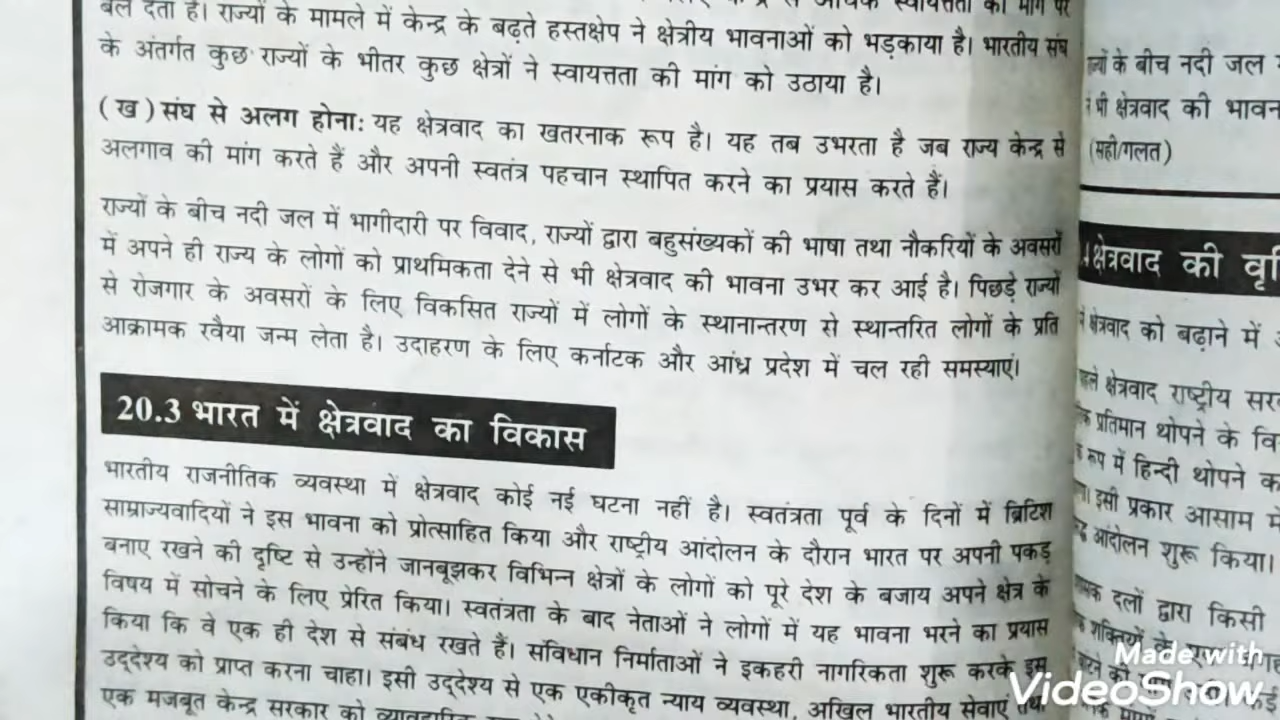 बल देता है। राज्यों के मामले में केन्द्र के बढ़ते हस्तक्षेप ने क्षेत्रीय भावनाओं को भड़काया है। भारतीय संघ
के अंतर्गत कुछ राज्यों के भीतर कुछ क्षेत्रों ने स्वायत्तता की मांग को उठाया है।
(ख) संघ से अलग होना: यह क्षेत्रवाद का खतरनाक रूप है। यह तब उभरता है जब राज्य केन्द्र से
अलगाव की मांग करते हैं और अपनी स्वतंत्र पहचान स्थापित करने का प्रयास करते हैं।
राज्यों के बीच नदी जल में भागीदारी पर विवाद, राज्यों द्वारा बहुसंख्यकों की भाषा तथा नौकरियों के अवसरों
में अपने ही राज्य के लोगों को प्राथमिकता देने से भी क्षेत्रवाद की भावना उभर कर आई है। पिछड़े राज्यों
से रोजगार के अवसरों के लिए विकसित राज्यों में लोगों के स्थानान्तरण से स्थान्तरित लोगों के प्रति
आक्रामक रवैया जन्म लेता है। उदाहरण के लिए कर्नाटक और आंध्र प्रदेश में चल रही समस्याएं।
20.3 भारत में क्षेत्रवाद का विकास
भारतीय राजनीतिक व्यवस्था में क्षेत्रवाद कोई नई घटना नहीं है। स्वतंत्रता पूर्व के दिनों में ब्रिटिश
साम्राज्यवादियों ने इस भावना को प्रोत्साहित किया और राष्ट्रीय आंदोलन के दौरान भारत पर अपनी पकड़
बनाए रखने की दृष्टि से उन्होंने जानबूझकर विभिन्न क्षेत्रों के लोगों को पूरे देश के बजाय अपने क्षेत्र के
विषय में सोचने के लिए प्रेरित किया। स्वतंत्रता के बाद नेताओं ने लोगों में यह भावना भरने का प्रयास
किया कि वे एक ही देश से संबंध रखते हैं। संविधान निर्माताओं ने इकहरी नागरिकता शुरू करके इस
उद्देश्य को प्राप्त करना चाहा। इसी उद्देश्य से एक एकीकृत न्याय व्यवस्था, अखिल भारतीय सेवाएं तथा
एक मजबूत केन्द्र सरकार को
के बीच नदी जल
भी क्षेत्रवाद की
(सही/गलत)
क्षेत्रवाद की
क्षेत्रवाद को बढ़ाने में
क्षेत्रवाद राष्ट्रीय
प्रतिमान थोपने के
रूप में हिन्दी थोपने
इसी प्रकार आसाम
आंदोलन शुरू किया।
दलों द्वारा किसी
Made with
VideoShow